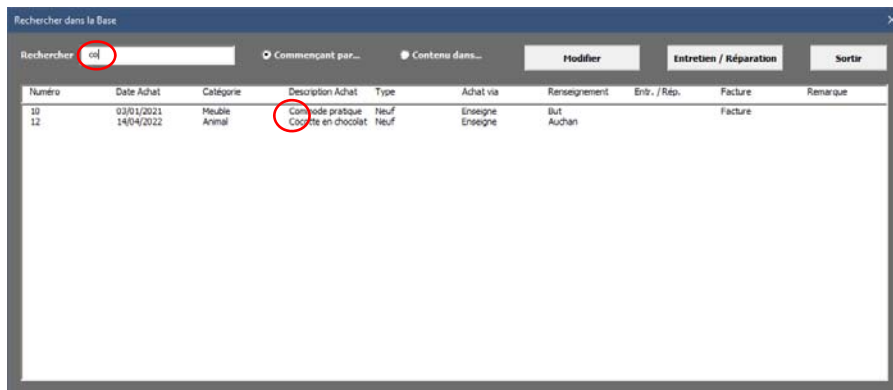 Rechercher dans la Base
Rechercher co Commençant par... Contenu dans... Modifier Entretien / Réparation Sortir
Numéro Date Achat Catégorie Description Achat Type Achat via Renseignement Entr. / Rép. Facture Remarque
10 03/01/2021 Meuble Commode pratique Neuf Enseigne But Facture
12 14/04/2022 Animal Cocotte en chocolat Neuf Enseigne Auchan